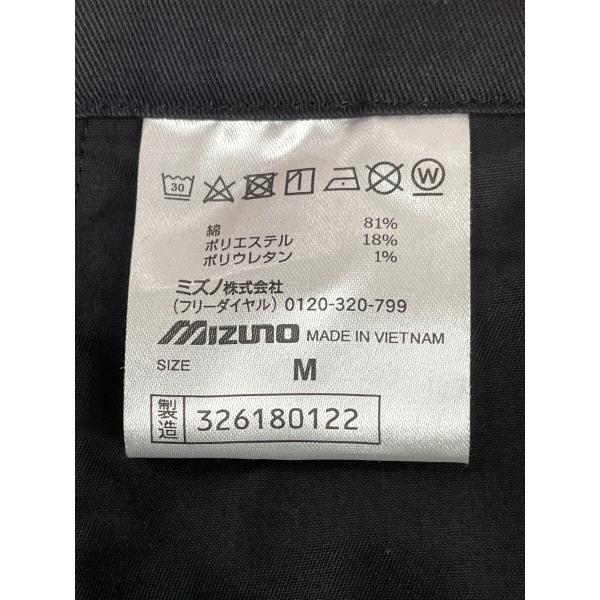 30
W
綿 81%
ポリエステル 18%
ポリウレタン 1%
ミズノ株式会社
(フリーダイヤル) 0120-320-799
MIZUNO MADE IN VIETNAM
SIZE M
製造 326180122